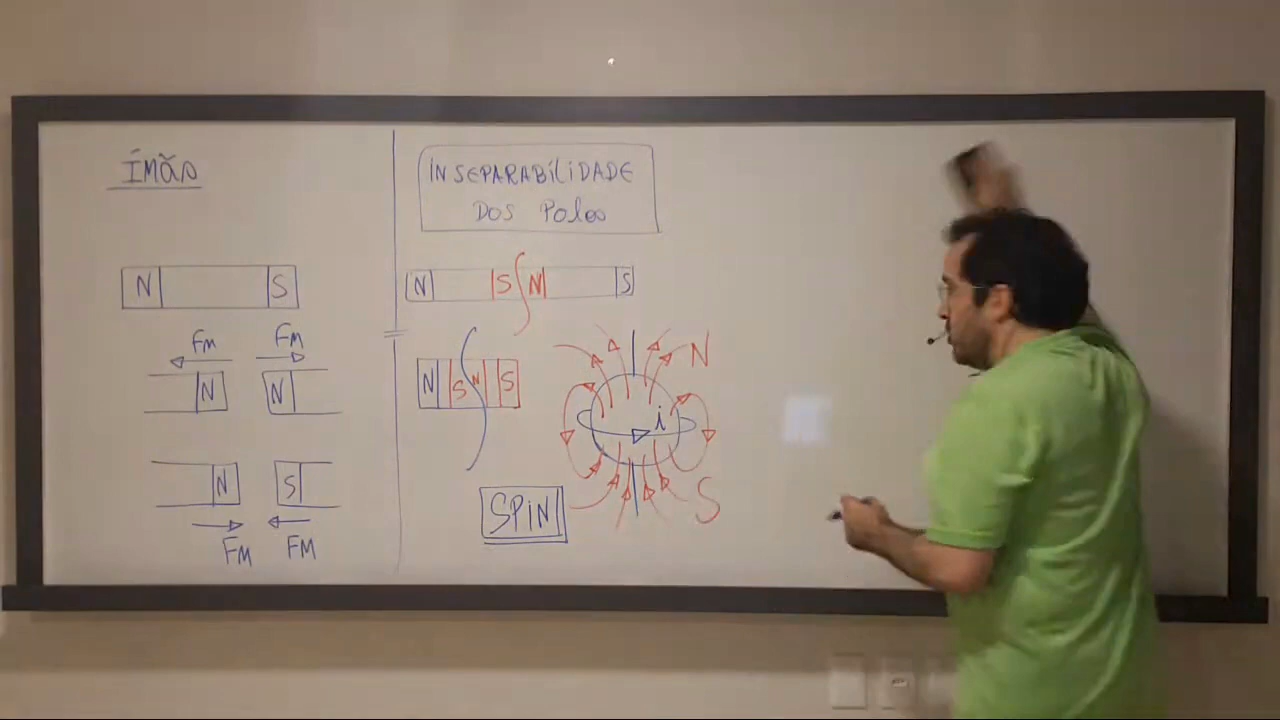 ÍMÃS
N S
Fm Fm
N N
N S
Fm Fm
INSEPARABILIDADE
DOS Polos
N S N S
N S N S
N
i
S
SPIN